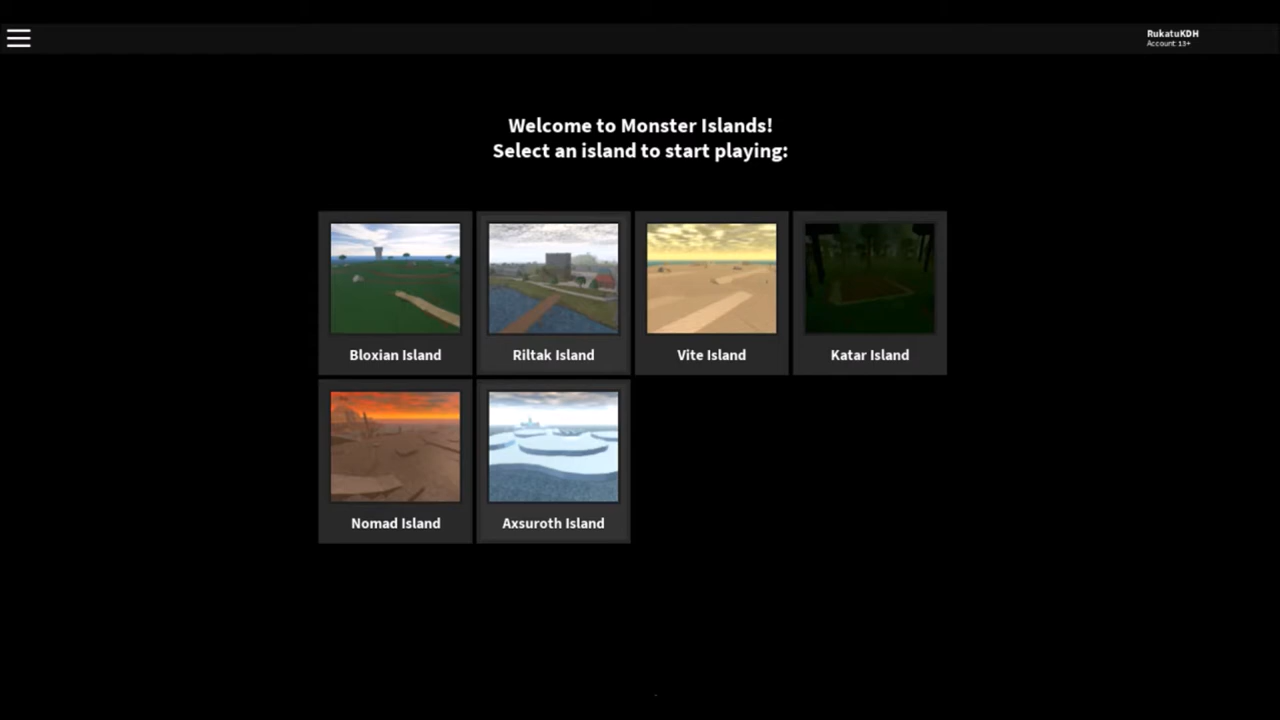 RukatuKDH
Account: 13+
Welcome to Monster Islands!
Select an island to start playing:
Bloxian Island
Riltak Island
Vite Island
Katar Island
Nomad Island
Axsuroth Island